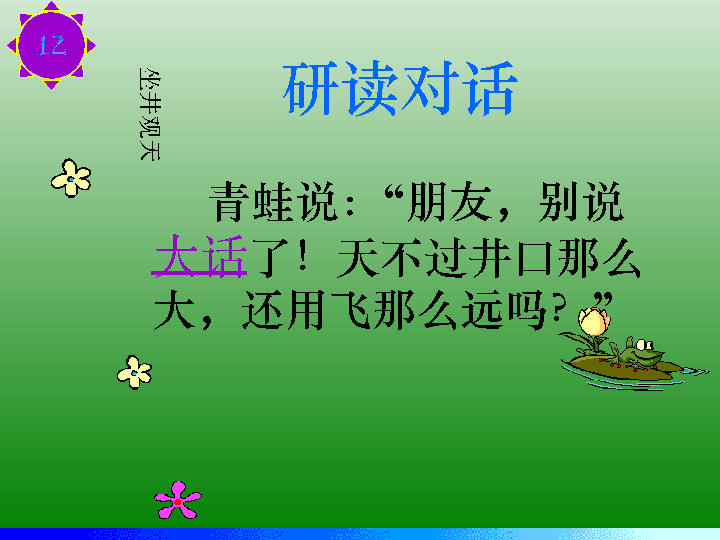 12
坐井观天
研读对话
青蛙说：“朋友，别说
大话了！天不过井口那么
大，还用飞那么远吗？”